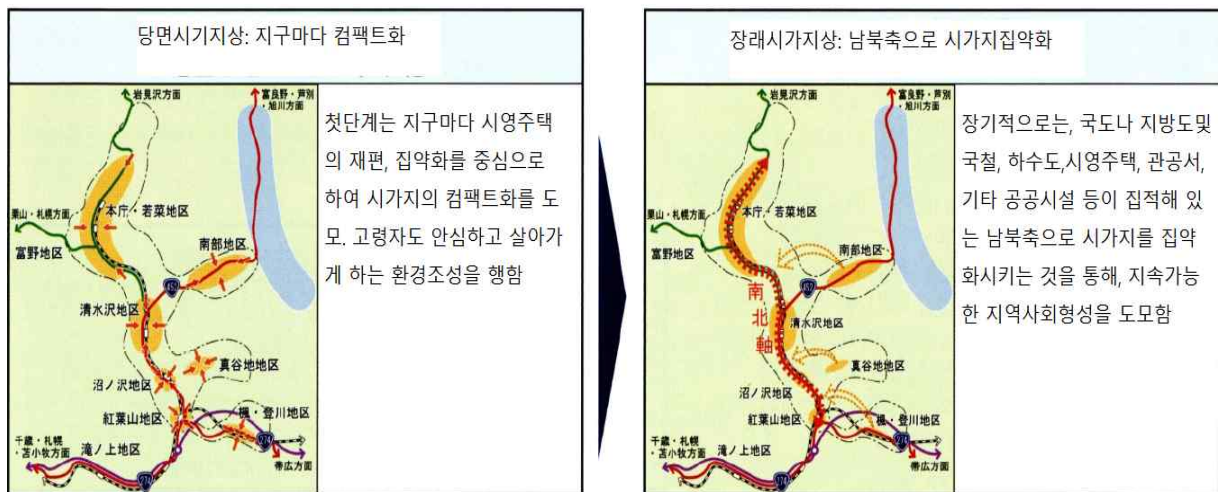 당면시기지상: 지구마다 컴팩트화
岩見沢方面
富良野・芦別
・旭川方面
本庁・若菜地区
栗山・札幌方面
富野地区
南部地区
452
清水沢地区
真谷地地区
沼ノ沢地区
紅葉山地区
楓・登川地区
千歳・札幌
・苫小牧方面
滝ノ上地区
274
274
帯広方面
첫단계는 지구마다 시영주택
의 재편, 집약화를 중심으로
하여 시가지의 컴팩트화를 도
모. 고령자도 안심하고 살아가
게 하는 환경조성을 행함
장래시가지상: 남북축으로 시가지집약화
岩見沢方面
富良野・芦別
・旭川方面
本庁・若菜地区
栗山・札幌方面
富野地区
南部地区
452
南北軸
清水沢地区
真谷地地区
沼ノ沢地区
紅葉山地区
楓・登川地区
千歳・札幌
・苫小牧方面
滝ノ上地区
274
274
帯広方面
장기적으로는, 국도나 지방도및
국철, 하수도,시영주택, 관공서,
기타 공공시설 등이 집적해 있
는 남북축으로 시가지를 집약
화시키는 것을 통해, 지속가능
한 지역사회형성을 도모함